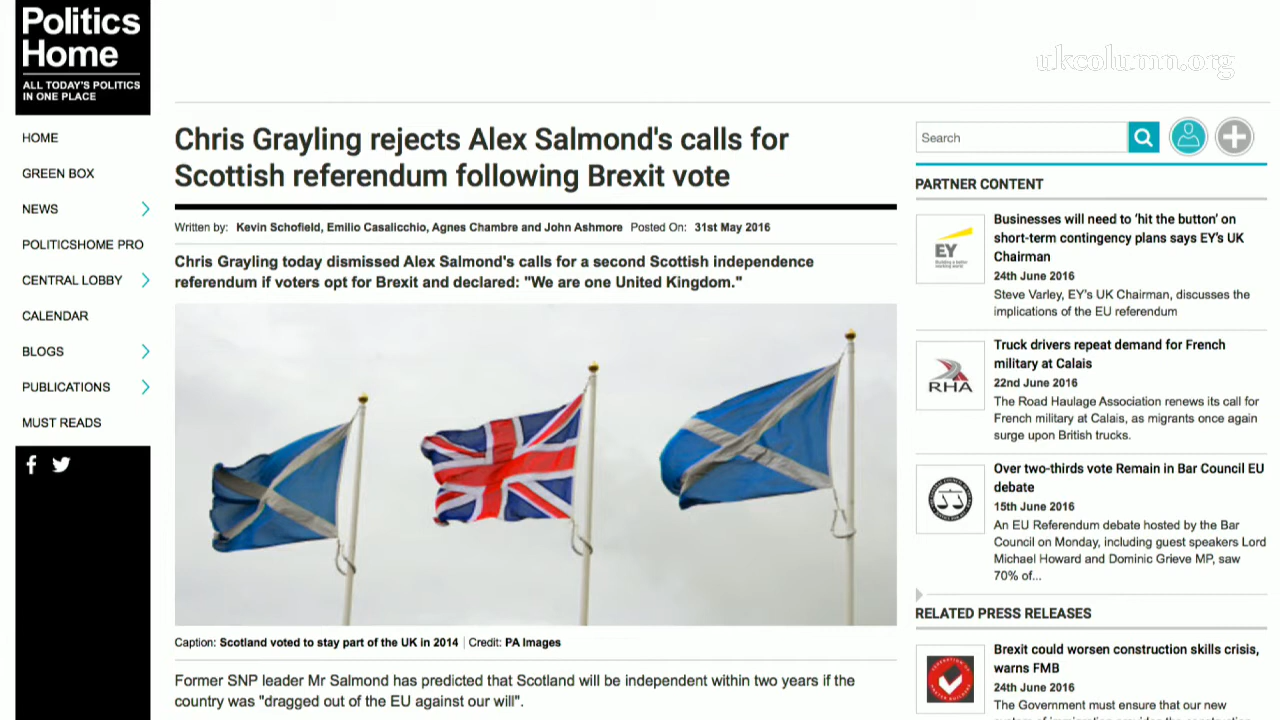 Politics
Home
ALL TODAY'S POLITICS
IN ONE PLACE
ukcolumn.org
HOME
GREEN BOX
NEWS
POLITICSHOME PRO
CENTRAL LOBBY
CALENDAR
BLOGS
PUBLICATIONS
MUST READS
Chris Grayling rejects Alex Salmond's calls for
Scottish referendum following Brexit vote
Written by: Kevin Schofield, Emilio Casalicchio, Agnes Chambre and John Ashmore Posted On: 31st May 2016
Chris Grayling today dismissed Alex Salmond's calls for a second Scottish independence
referendum if voters opt for Brexit and declared: "We are one United Kingdom."
Caption: Scotland voted to stay part of the UK in 2014 Credit: PA Images
Former SNP leader Mr Salmond has predicted that Scotland will be independent within two years if the
country was "dragged out of the EU against our will".
Search
PARTNER CONTENT
EY
Building a better
working world
Businesses will need to 'hit the button' on
short-term contingency plans says EY's UK
Chairman
24th June 2016
Steve Varley, EY's UK Chairman, discusses the
implications of the EU referendum
RHA
Truck drivers repeat demand for French
military at Calais
22nd June 2016
The Road Haulage Association renews its call for
French military at Calais, as migrants once again
surge upon British trucks.
Over two-thirds vote Remain in Bar Council EU
debate
15th June 2016
An EU Referendum debate hosted by the Bar
Council on Monday, including guest speakers Lord
Michael Howard and Dominic Grieve MP, saw
70% of...
RELATED PRESS RELEASES
Brexit could worsen construction skills crisis,
warns FMB
24th June 2016
The Government must ensure that our new